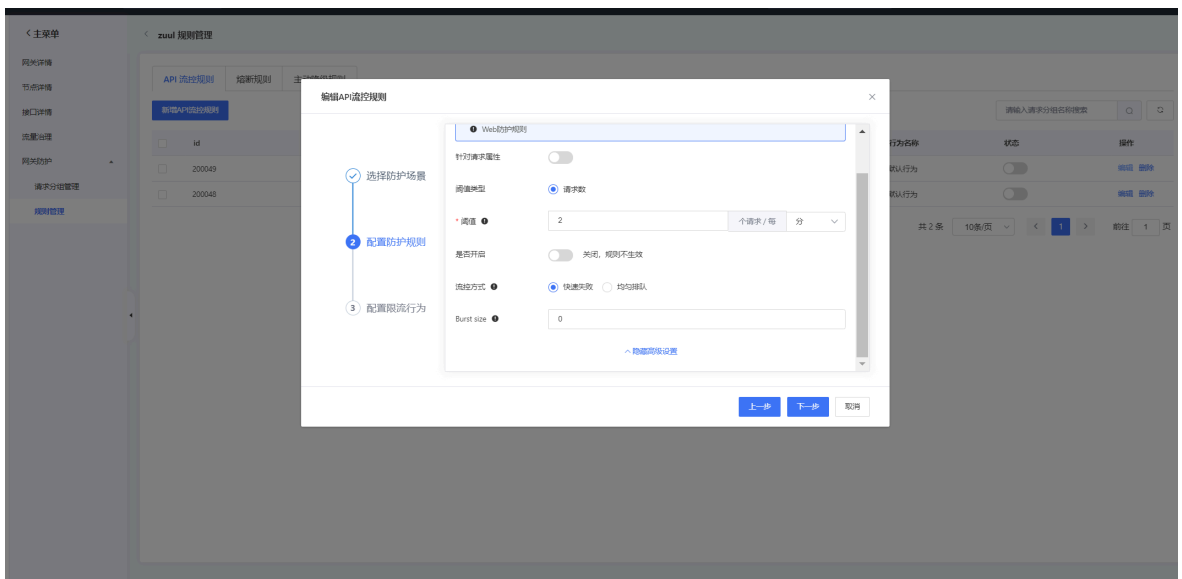 主菜单
zuul 规则管理
网关详情
节点详情
接口详情
流量治理
网关防护
请求分组管理
规则管理
API 流控规则
熔断规则
新增API流控规则
请输入请求分组名称搜索
id
行为名称
状态
操作
200049
默认行为
编辑 删除
200048
默认行为
编辑 删除
共 2 条
10条/页
1
前往 1 页
编辑API流控规则
选择防护场景
2 配置防护规则
3 配置限流行为
Web防护规则
针对请求属性
阈值类型
请求数
* 阈值
2
个请求 / 每
分
是否开启
关闭，规则不生效
流控方式
快速失败
均匀排队
Burst size
0
隐藏高级设置
上一步
下一步
取消